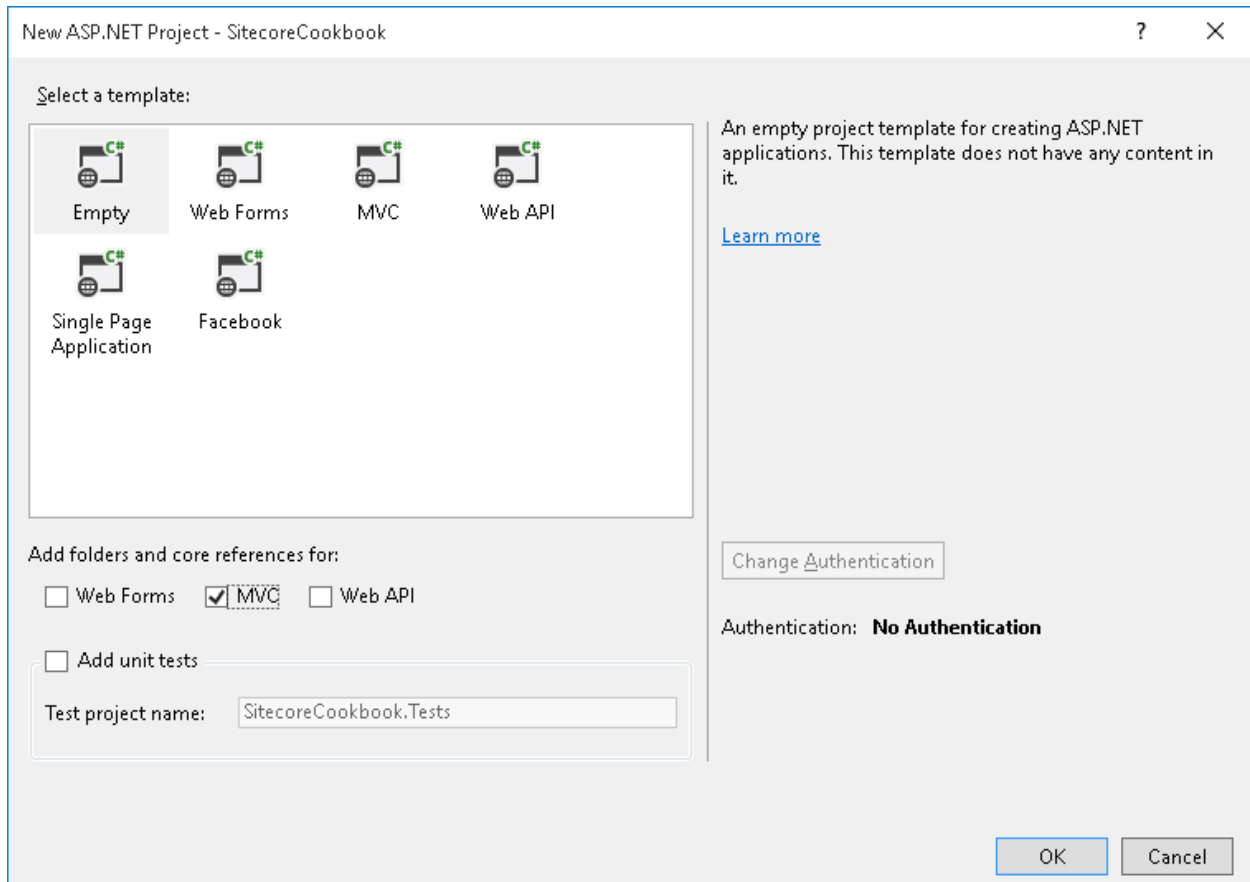 New ASP.NET Project - SitecoreCookbook
?
Select a template:
C# C# C# C#
Empty Web Forms MVC Web API
C# C#
Single Page Facebook
Application
An empty project template for creating ASP.NET
applications. This template does not have any content in
it.
Learn more
Add folders and core references for:
Web Forms MVC Web API
Add unit tests
Test project name: SitecoreCookbook.Tests
Change Authentication
Authentication: No Authentication
OK Cancel